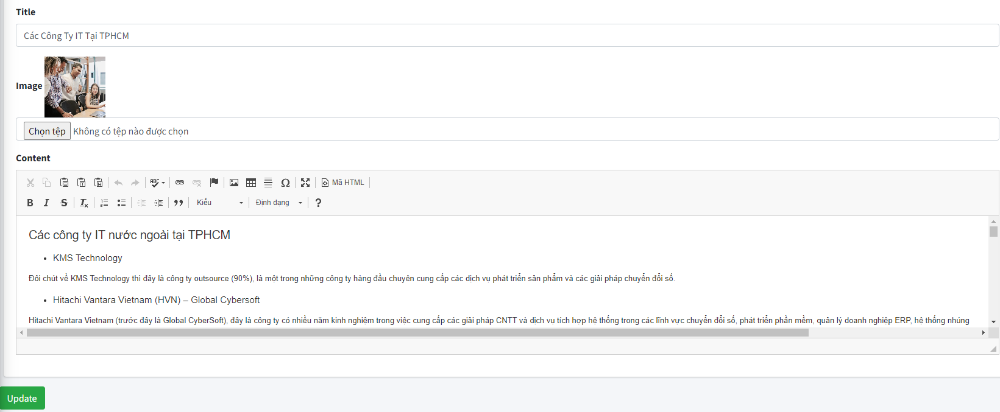 Title
Các Công Ty IT Tại TPHCM
Image
Chọn tệp Không có tệp nào được chọn
Content
ABC Mã HTML
B I S Kiểu Định dạng ?
Các công ty IT nước ngoài tại TPHCM
• KMS Technology
Đôi chút về KMS Technology thì đây là công ty outsource (90%), là một trong những công ty hàng đầu chuyên cung cấp các dịch vụ phát triển sản phẩm và các giải pháp chuyển đổi số.
• Hitachi Vantara Vietnam (HVN) – Global Cybersoft
Hitachi Vantara Vietnam (trước đây là Global CyberSoft), đây là công ty có nhiều năm kinh nghiệm trong việc cung cấp các giải pháp CNTT và dịch vụ tích hợp hệ thống trong các lĩnh vực chuyển đổi số, phát triển phần mềm, quản lý doanh nghiệp ERP, hệ thống nhúng
Update